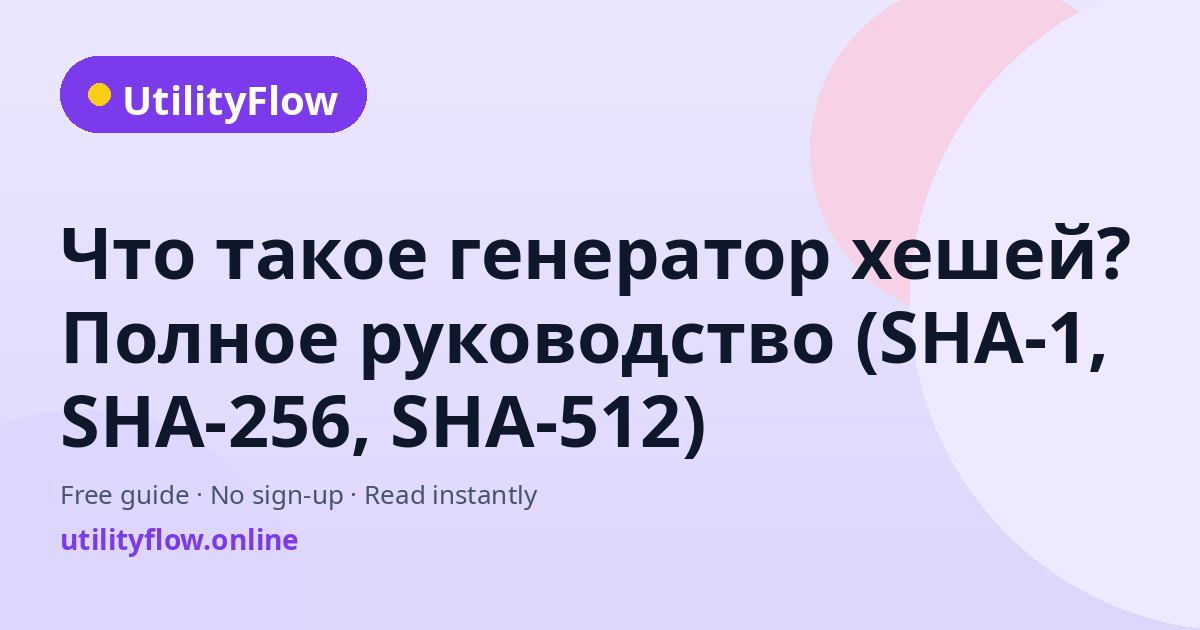 UtilityFlow
Что такое генератор хешей?
Полное руководство (SHA-1,
SHA-256, SHA-512)
Free guide · No sign-up · Read instantly
utilityflow.online